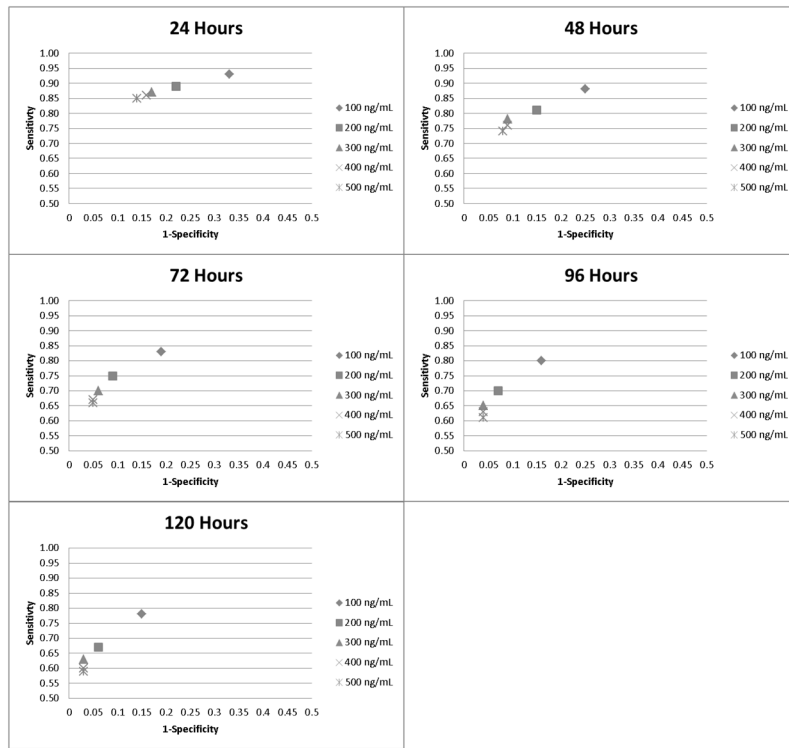 24 Hours
1.00
0.95
0.90
0.85
0.80
0.75
0.70
0.65
0.60
0.55
0.50
Sensitivty
0 0.05 0.1 0.15 0.2 0.25 0.3 0.35 0.4 0.45 0.5
1-Specificity
100 ng/mL
200 ng/mL
300 ng/mL
400 ng/mL
500 ng/mL
48 Hours
1.00
0.95
0.90
0.85
0.80
0.75
0.70
0.65
0.60
0.55
0.50
Sensitivty
0 0.05 0.1 0.15 0.2 0.25 0.3 0.35 0.4 0.45 0.5
1-Specificity
100 ng/mL
200 ng/mL
300 ng/mL
400 ng/mL
500 ng/mL
72 Hours
1.00
0.95
0.90
0.85
0.80
0.75
0.70
0.65
0.60
0.55
0.50
Sensitivty
0 0.05 0.1 0.15 0.2 0.25 0.3 0.35 0.4 0.45 0.5
1-Specificity
100 ng/mL
200 ng/mL
300 ng/mL
400 ng/mL
500 ng/mL
96 Hours
1.00
0.95
0.90
0.85
0.80
0.75
0.70
0.65
0.60
0.55
0.50
Sensitivty
0 0.05 0.1 0.15 0.2 0.25 0.3 0.35 0.4 0.45 0.5
1-Specificity
100 ng/mL
200 ng/mL
300 ng/mL
400 ng/mL
500 ng/mL
120 Hours
1.00
0.95
0.90
0.85
0.80
0.75
0.70
0.65
0.60
0.55
0.50
Sensitivty
0 0.05 0.1 0.15 0.2 0.25 0.3 0.35 0.4 0.45 0.5
1-Specificity
100 ng/mL
200 ng/mL
300 ng/mL
400 ng/mL
500 ng/mL